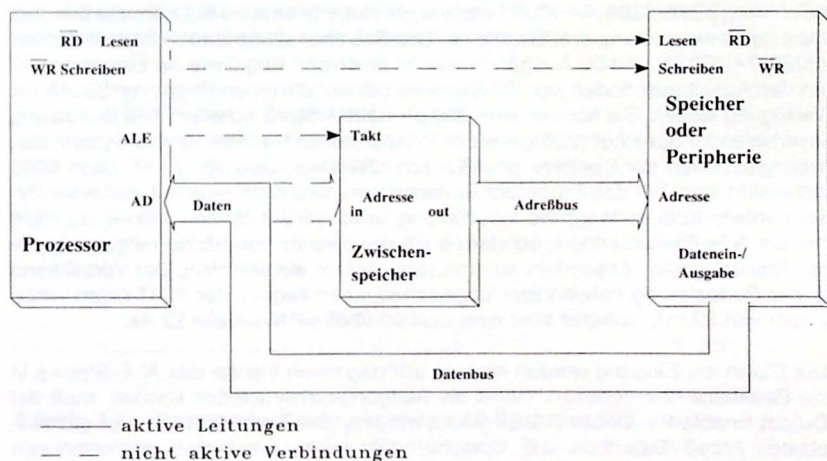 RD Lesen
Lesen RD
WR Schreiben
Schreiben WR
Speicher
oder
Peripherie
ALE
Takt
AD
Daten
Adresse
in out
Adreßbus
Adresse
Prozessor
Zwischen-
speicher
Datenein-/
Ausgabe
Datenbus
aktive Leitungen
nicht aktive Verbindungen